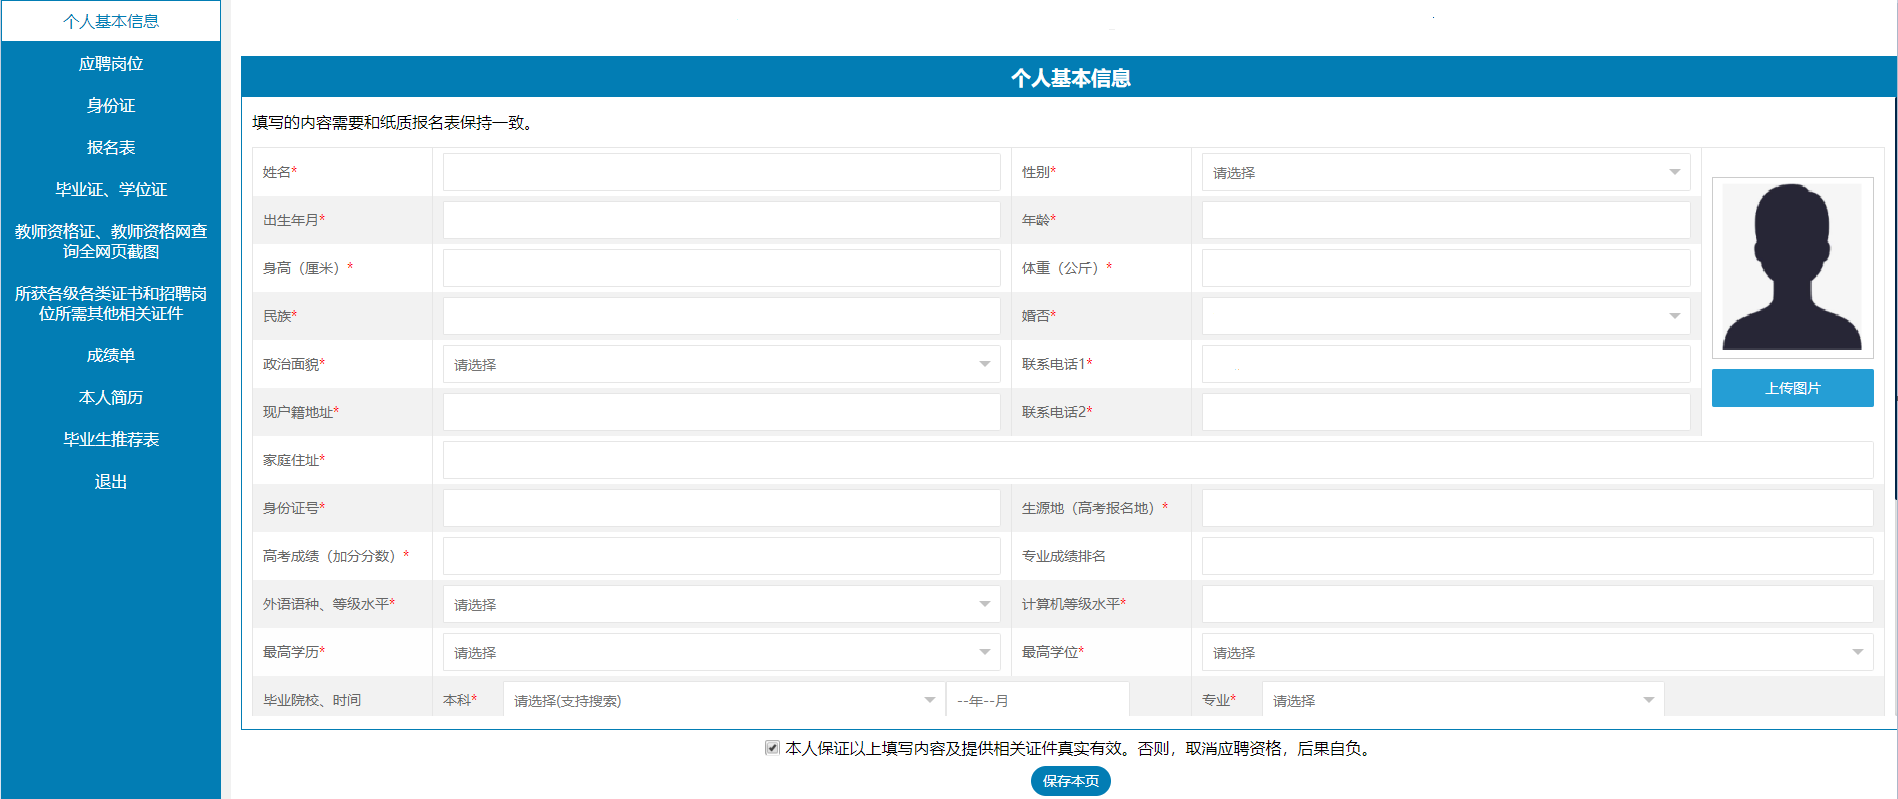 个人基本信息
应聘岗位
身份证
报名表
毕业证、学位证
教师资格证、教师资格网查
询全网页截图
所获各级各类证书和招聘岗
位所需其他相关证件
成绩单
本人简历
毕业生推荐表
退出
个人基本信息
填写的内容需要和纸质报名表保持一致。
姓名*
性别* 请选择
出生年月*
年龄*
身高（厘米）*
体重（公斤）*
民族*
婚否*
政治面貌* 请选择
联系电话1*
现户籍地址*
联系电话2*
上传图片
家庭住址*
身份证号*
生源地（高考报名地）*
高考成绩（加分分数）*
专业成绩排名
外语语种、等级水平* 请选择
计算机等级水平*
最高学历* 请选择
最高学位* 请选择
毕业院校、时间 本科* 请选择(支持搜索) --年--月 专业* 请选择
本人保证以上填写内容及提供相关证件真实有效。否则，取消应聘资格，后果自负。
保存本页